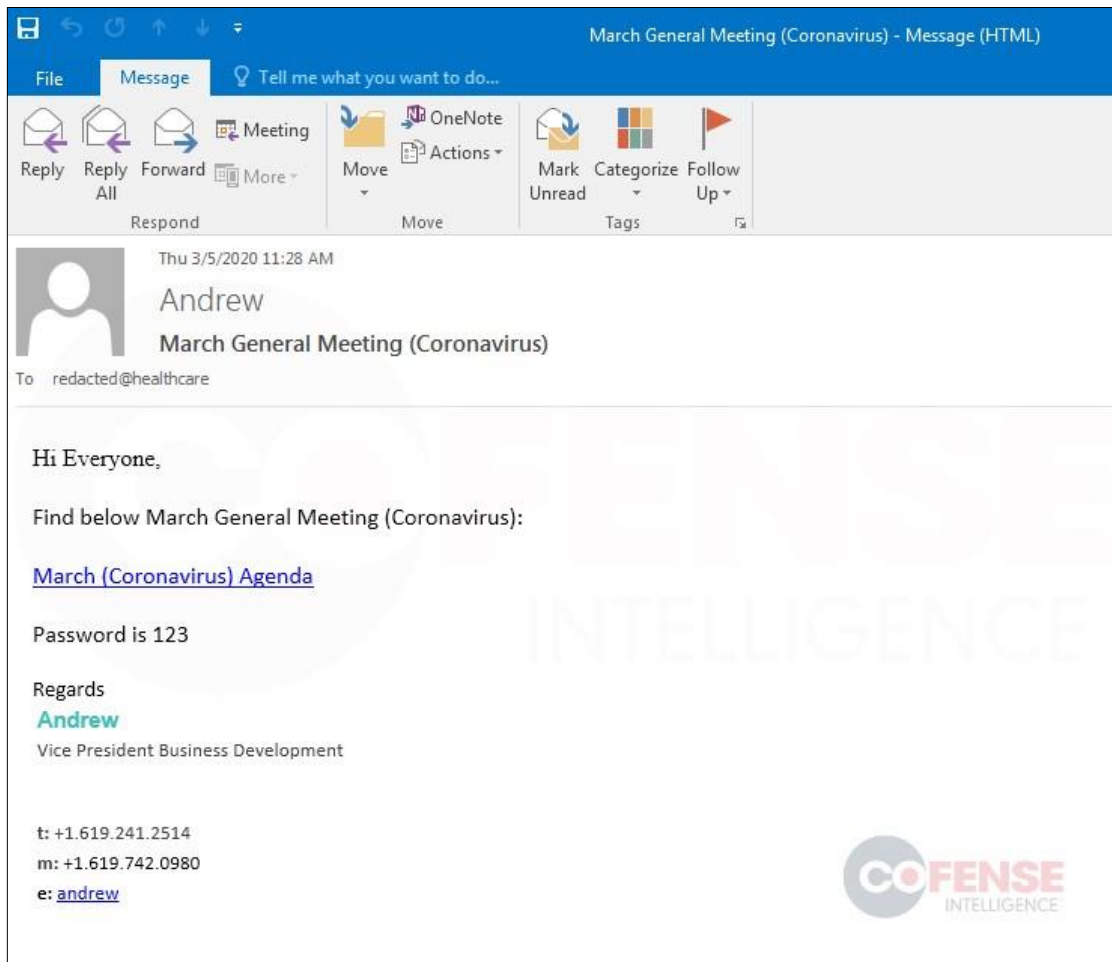 March General Meeting (Coronavirus) - Message (HTML)
File Message Tell me what you want to do...
Reply
Reply All
Forward
Meeting
More
Respond
Move
OneNote
Actions
Move
Mark Unread
Categorize
Follow Up
Tags
Thu 3/5/2020 11:28 AM
Andrew
March General Meeting (Coronavirus)
To redacted@healthcare
Hi Everyone,
Find below March General Meeting (Coronavirus):
March (Coronavirus) Agenda
Password is 123
Regards
Andrew
Vice President Business Development
t: +1.619.241.2514
m: +1.619.742.0980
e: andrew
COFENSE
INTELLIGENCE
COFENSE
INTELLIGENCE